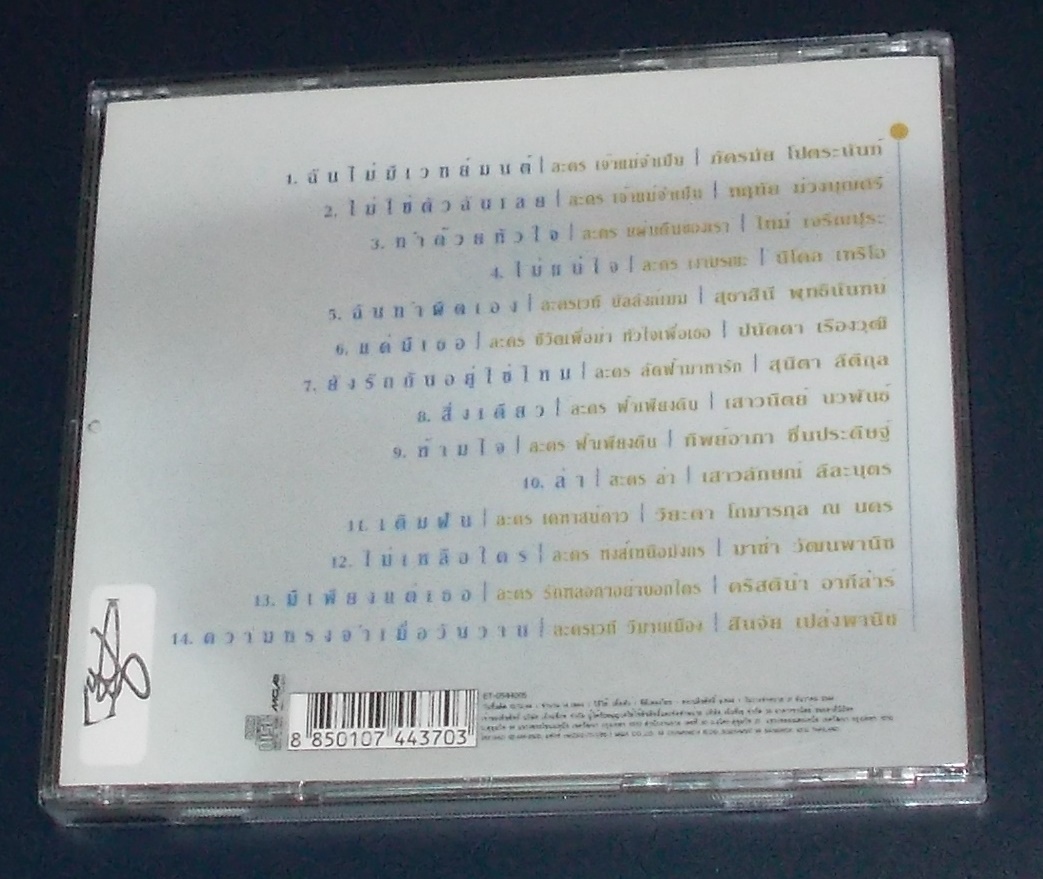 1. ฉันไม่มีเวทย์มนต์ | ละคร เจ้าแม่จำเป็น | ภัครมัย โปตระนันท์
2. ไม่ใช่ตัวฉันเลย | ละคร เจ้าแม่จำเป็น | หฤทัย ม่วงบุญศรี
3. ทำด้วยหัวใจ | ละคร แผ่นดินของเรา | ใหม่ เจริญปุระ
4. ไม่แน่ใจ | ละคร | นิโคล เทริโอ
5. ฉันทำผิดเอง | ละครเวที บัลลังก์เมฆ | สุธาสินี พุทธินันทน์
6. แค่มีเธอ | ละคร ชีวิตเพื่อฆ่า หัวใจเพื่อเธอ | ปนัดดา เรืองวุฒิ
7. ยังรักกันอยู่ใช่ไหม | ละคร ลัดฟ้ามาหารัก | สุนิตา ลีติกุล
8. สิ่งเดียว | ละคร ฟ้าเพียงดิน | เสาวนิตย์ นวพันธ์
9. ห้ามใจ | ละคร ฟ้าเพียงดิน | ทิพย์อาภา ชื่นประดิษฐ์
10. ล่า | ละคร ล่า | เสาวลักษณ์ ลีละบุตร
11. เติมฝัน | ละคร เคหาสน์ดาว | วิยะดา โกมารกุล ณ นคร
12. ไม่เหลือใคร | ละคร หงส์เหนือมังกร | มาช่า วัฒนพานิช
13. มีเพียงแต่เธอ | ละคร รักหลอกๆอย่าบอกใคร | คริสติน่า อากีล่าร์
14. ความทรงจำเมื่อวันวาน | ละครเวที วิมานเมือง | สันจัย เปล่งพานิช
8 850107 443703